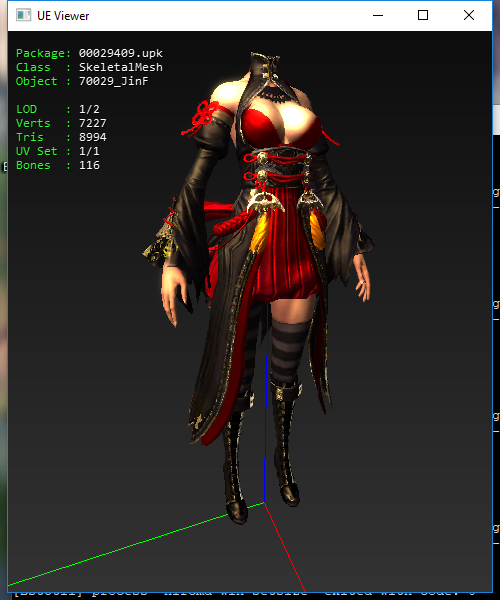 UE Viewer
Package: 00029409.upk
Class : SkeletalMesh
Object : 70029_JinF
LOD : 1/2
Verts : 7227
Tris : 8994
UV Set : 1/1
Bones : 116